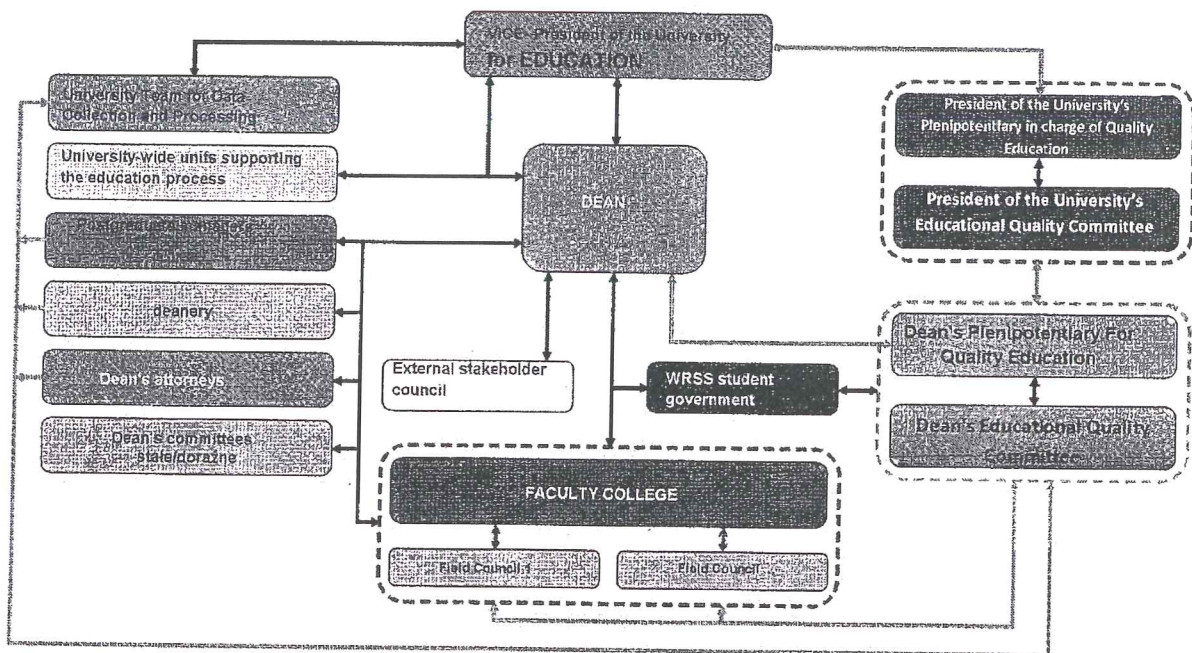 VICE- President of the University
for EDUCATION
University Team for Data
Collection and Processing
University-wide units supporting
the education process
deanery
Dean's attorneys
Dean's committees
stałe/doraźne
DEAN
External stakeholder
council
WRSS student
government
FACULTY COLLEGE
Field Council 1
Field Council
President of the University's
Plenipotentiary in charge of Quality
Education
President of the University's
Educational Quality Committee
Dean's Plenipotentiary For
Quality Education
Dean's Educational Quality
Committee